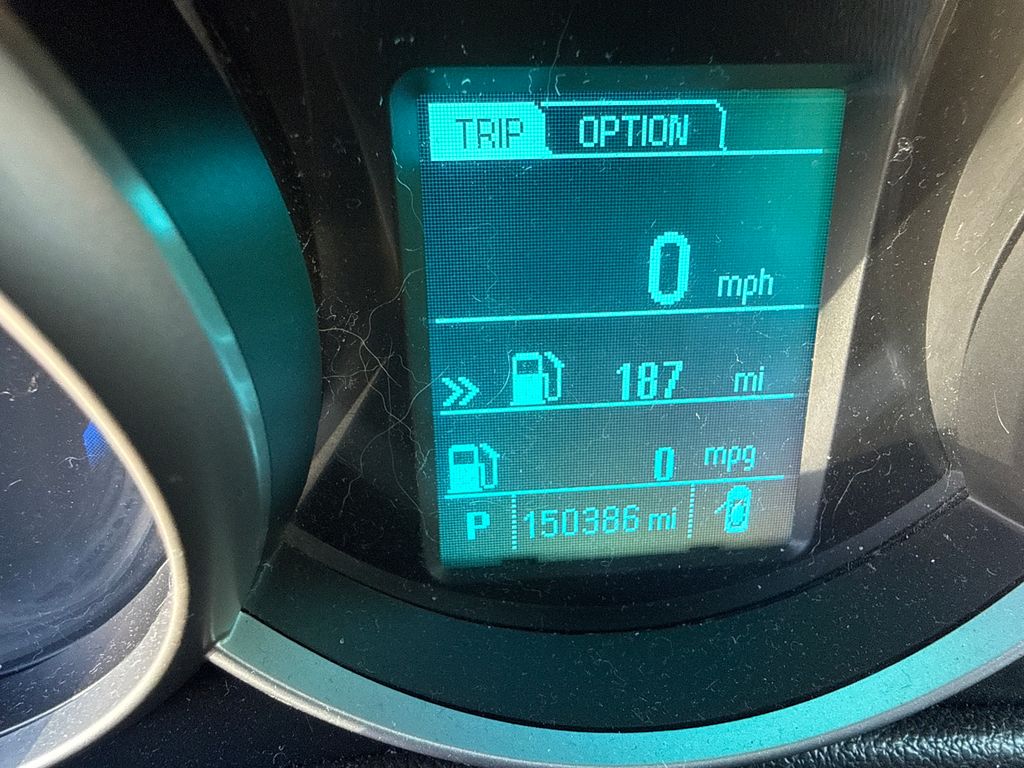 TRIP OPTION
0 mph
187 mi
0 mpg
P 150386 mi